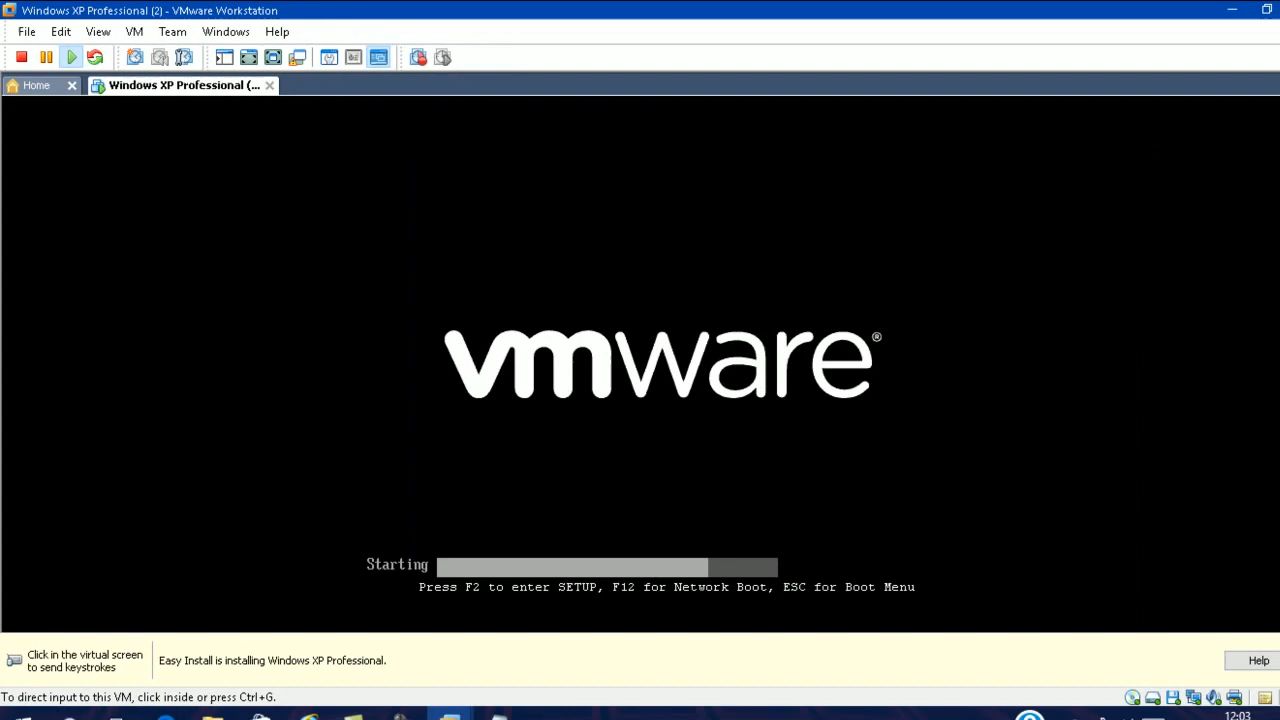 Windows XP Professional (2) - VMware Workstation
File Edit View VM Team Windows Help
Home Windows XP Professional (...
vmware®
Starting
Press F2 to enter SETUP, F12 for Network Boot, ESC for Boot Menu
Click in the virtual screen
to send keystrokes
Easy Install is installing Windows XP Professional.
Help
To direct input to this VM, click inside or press Ctrl+G.
12:03